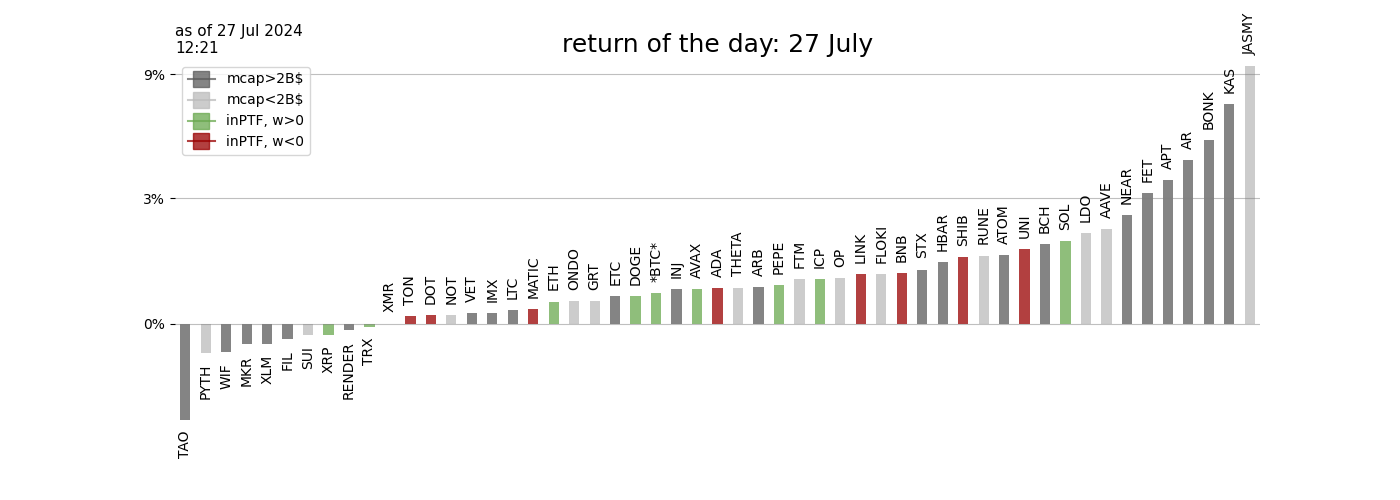 as of 27 Jul 2024
12:21
return of the day: 27 July
mcap>2B$
mcap<2B$
inPTF, w>0
inPTF, w<0
9%
3%
0%
TAO
PYTH
WIF
MKR
XLM
FIL
SUI
XRP
RENDER
TRX
XMR
TON
DOT
NOT
VET
IMX
LTC
MATIC
ETH
ONDO
GRT
ETC
DOGE
*BTC*
INJ
AVAX
ADA
THETA
ARB
PEPE
FTM
ICP
OP
LINK
FLOKI
BNB
STX
HBAR
SHIB
RUNE
ATOM
UNI
BCH
SOL
LDO
AAVE
NEAR
FET
APT
AR
BONK
KAS
JASMY